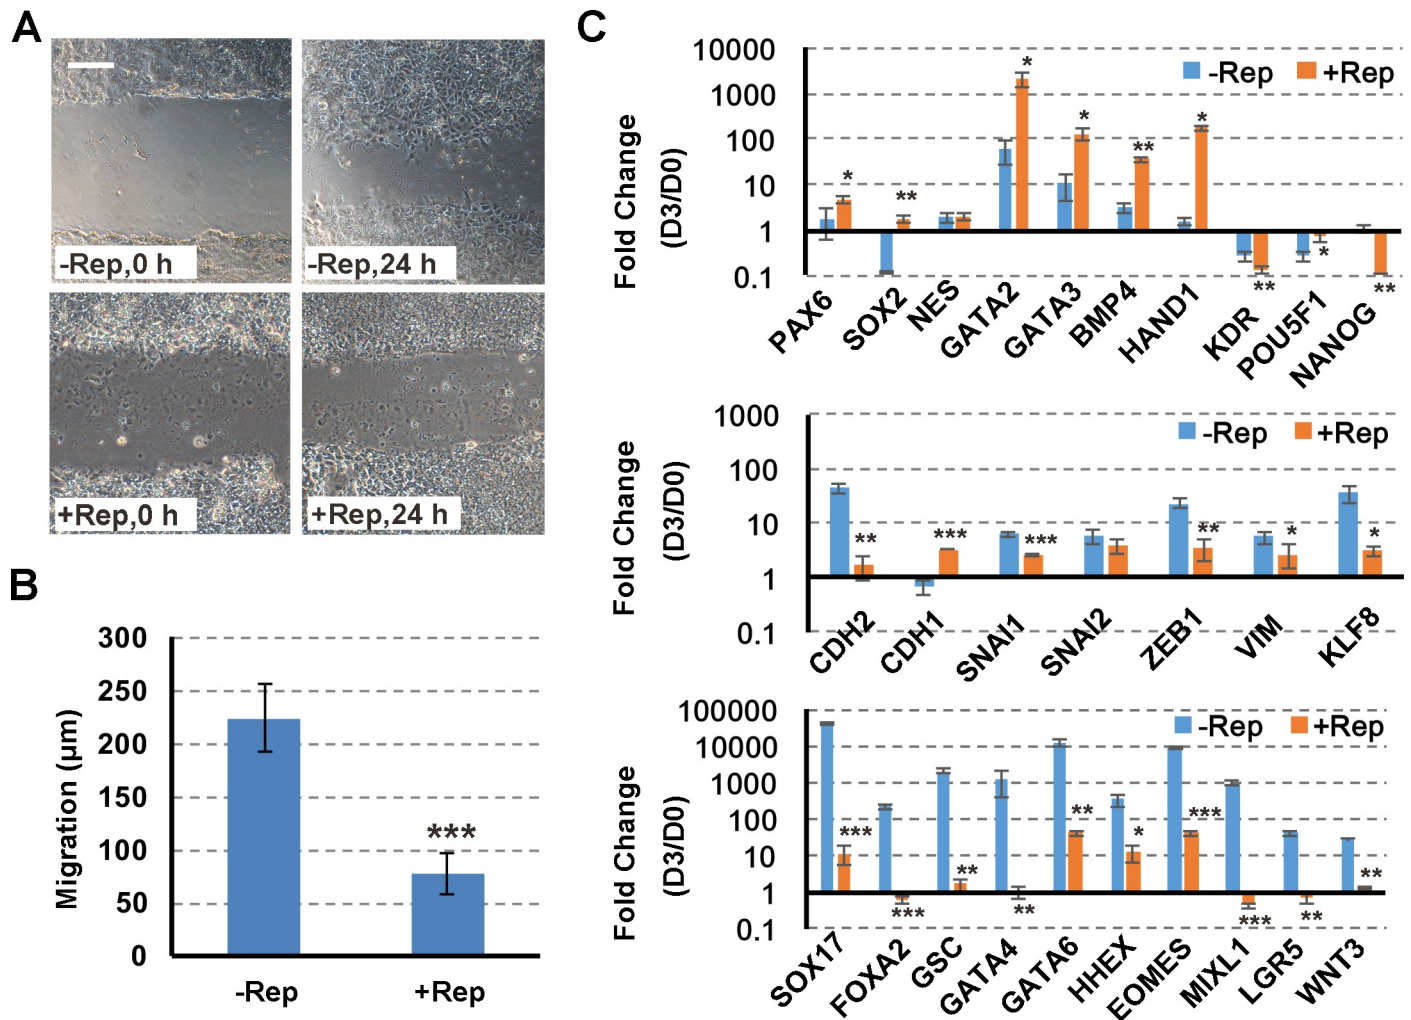 A
-Rep,0 h
-Rep,24 h
+Rep,0 h
+Rep,24 h
B
Migration (µm)
300
250
200
150
100
50
0
***
-Rep
+Rep
C
Fold Change
(D3/D0)
-Rep
+Rep
10000
1000
100
10
1
0.1
* ** * * ** * ** * **
PAX6
SOX2
NES
GATA2
GATA3
BMP4
HAND1
KDR
POU5F1
NANOG
Fold Change
(D3/D0)
-Rep
+Rep
1000
100
10
1
0.1
** *** *** ** * *
CDH2
CDH1
SNAI1
SNAI2
ZEB1
VIM
KLF8
Fold Change
(D3/D0)
-Rep
+Rep
100000
10000
1000
100
10
1
0.1
*** *** ** ** ** * *** *** ** **
SOX17
FOXA2
GSC
GATA4
GATA6
HHEX
EOMES
MIXL1
LGR5
WNT3